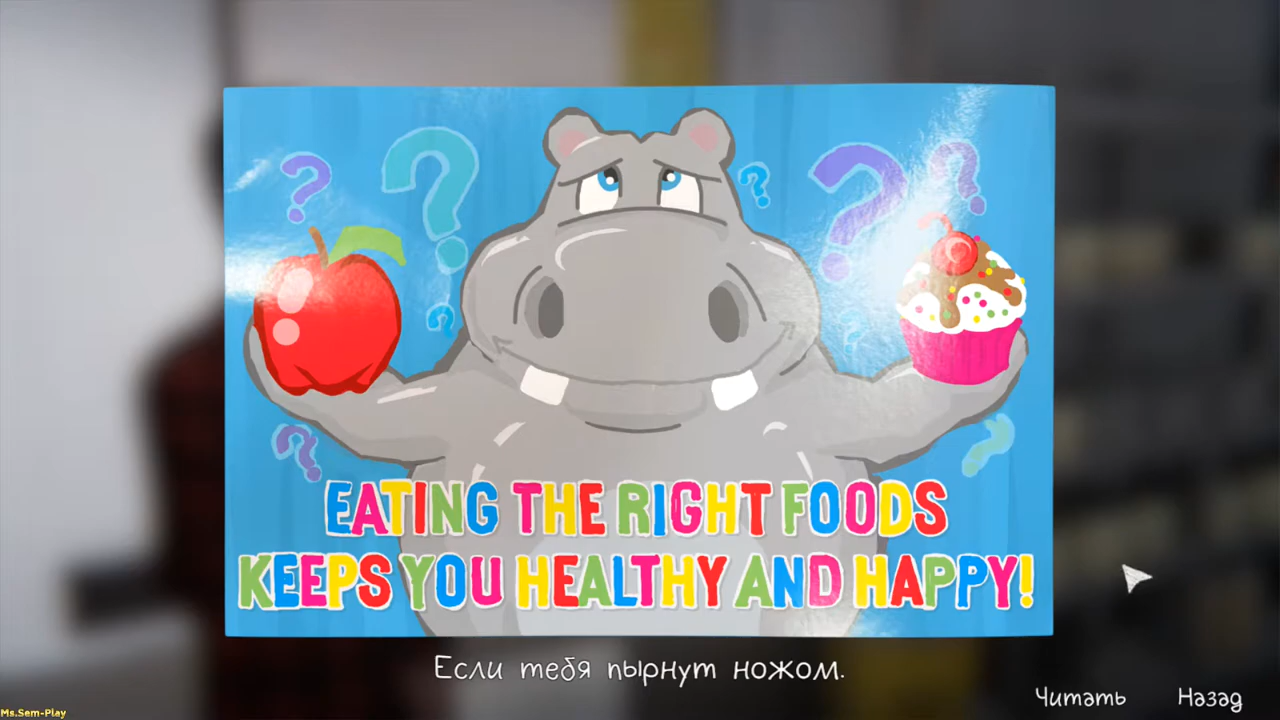 EATING THE RIGHT FOODS
KEEPS YOU HEALTHY AND HAPPY!
Если тебя пырнут ножом.
Читать Назад
Ms.Sem-Play